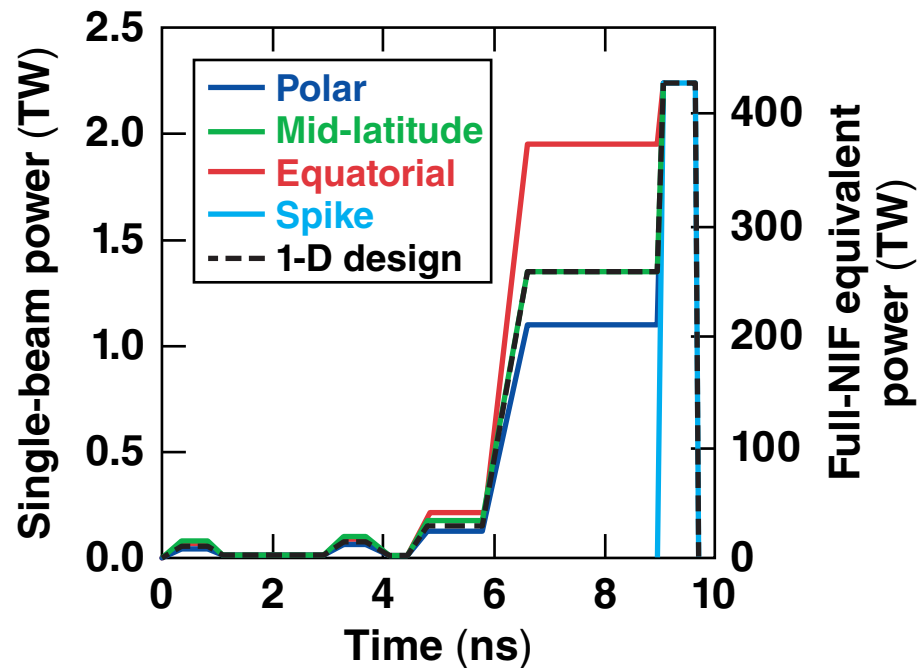 2.5
2.0
1.5
1.0
0.5
0.0
Single-beam power (TW)
Polar
Mid-latitude
Equatorial
Spike
1-D design
400
300
200
100
0
Full-NIF equivalent
power (TW)
0 2 4 6 8 10
Time (ns)